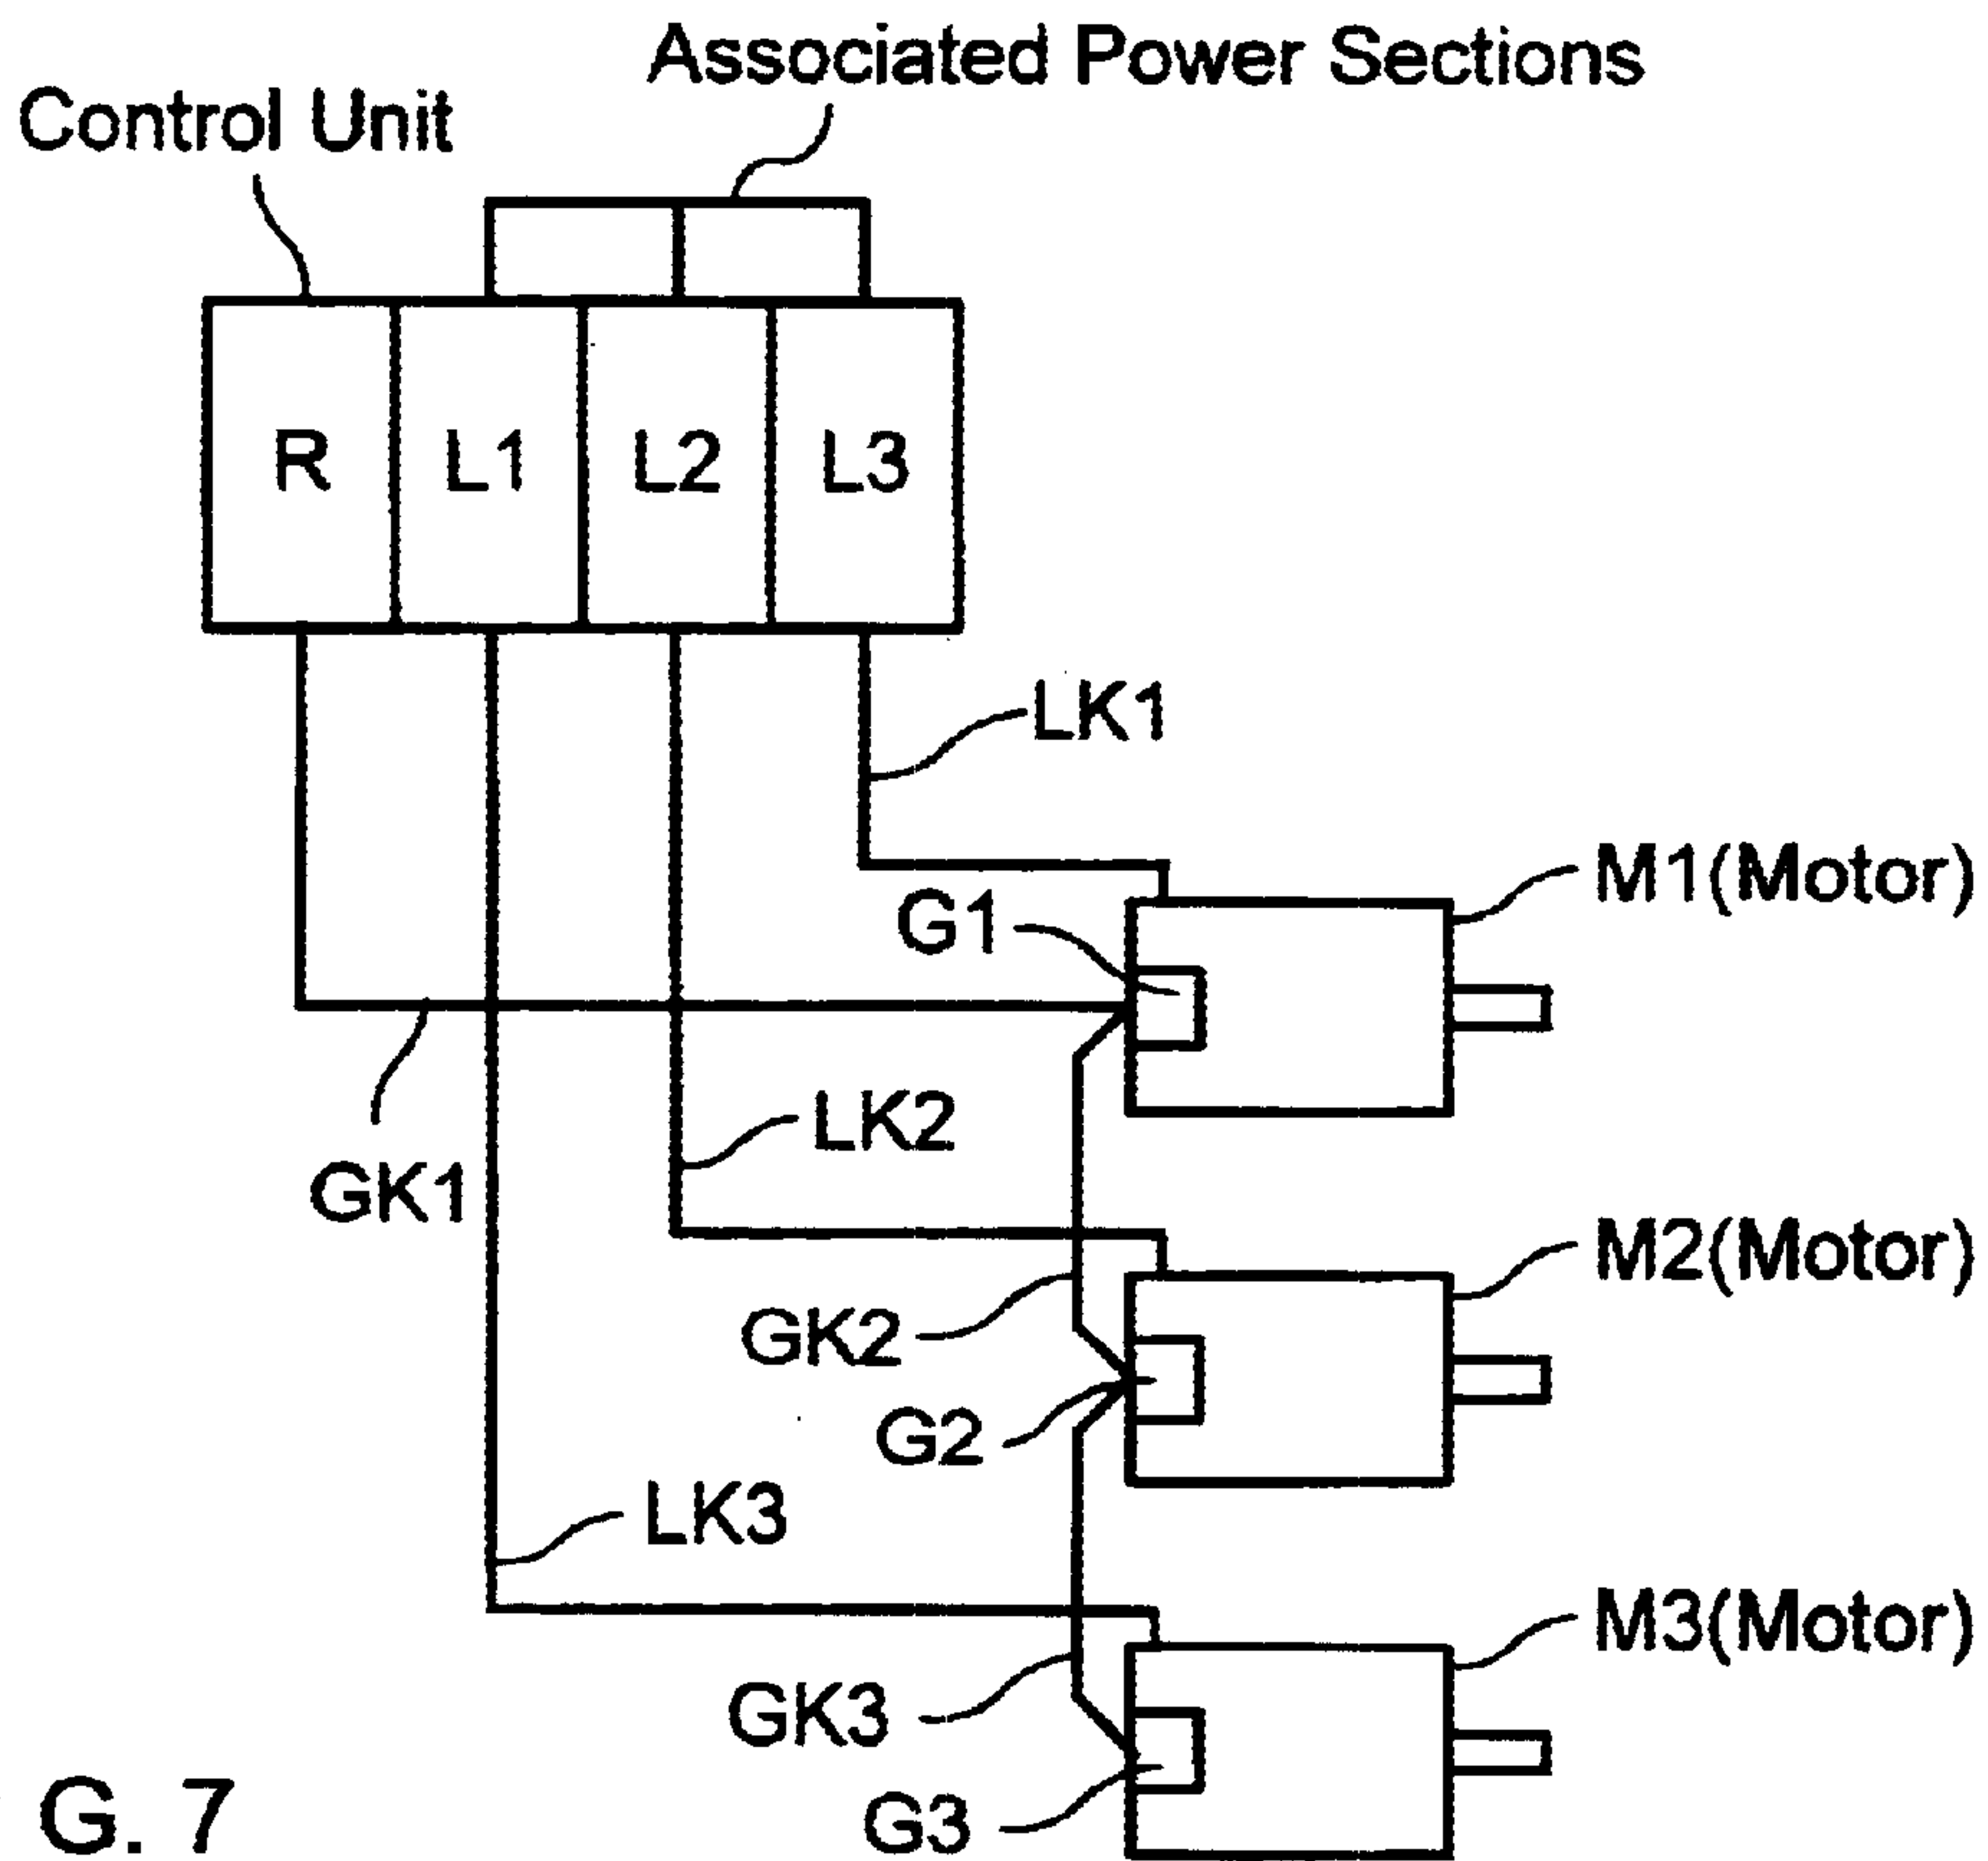 Associated Power Sections
Control Unit
R
L1
L2
L3
LK1
M1(Motor)
G1
LK2
GK1
M2(Motor)
GK2
G2
LK3
M3(Motor)
GK3
G3
G. 7